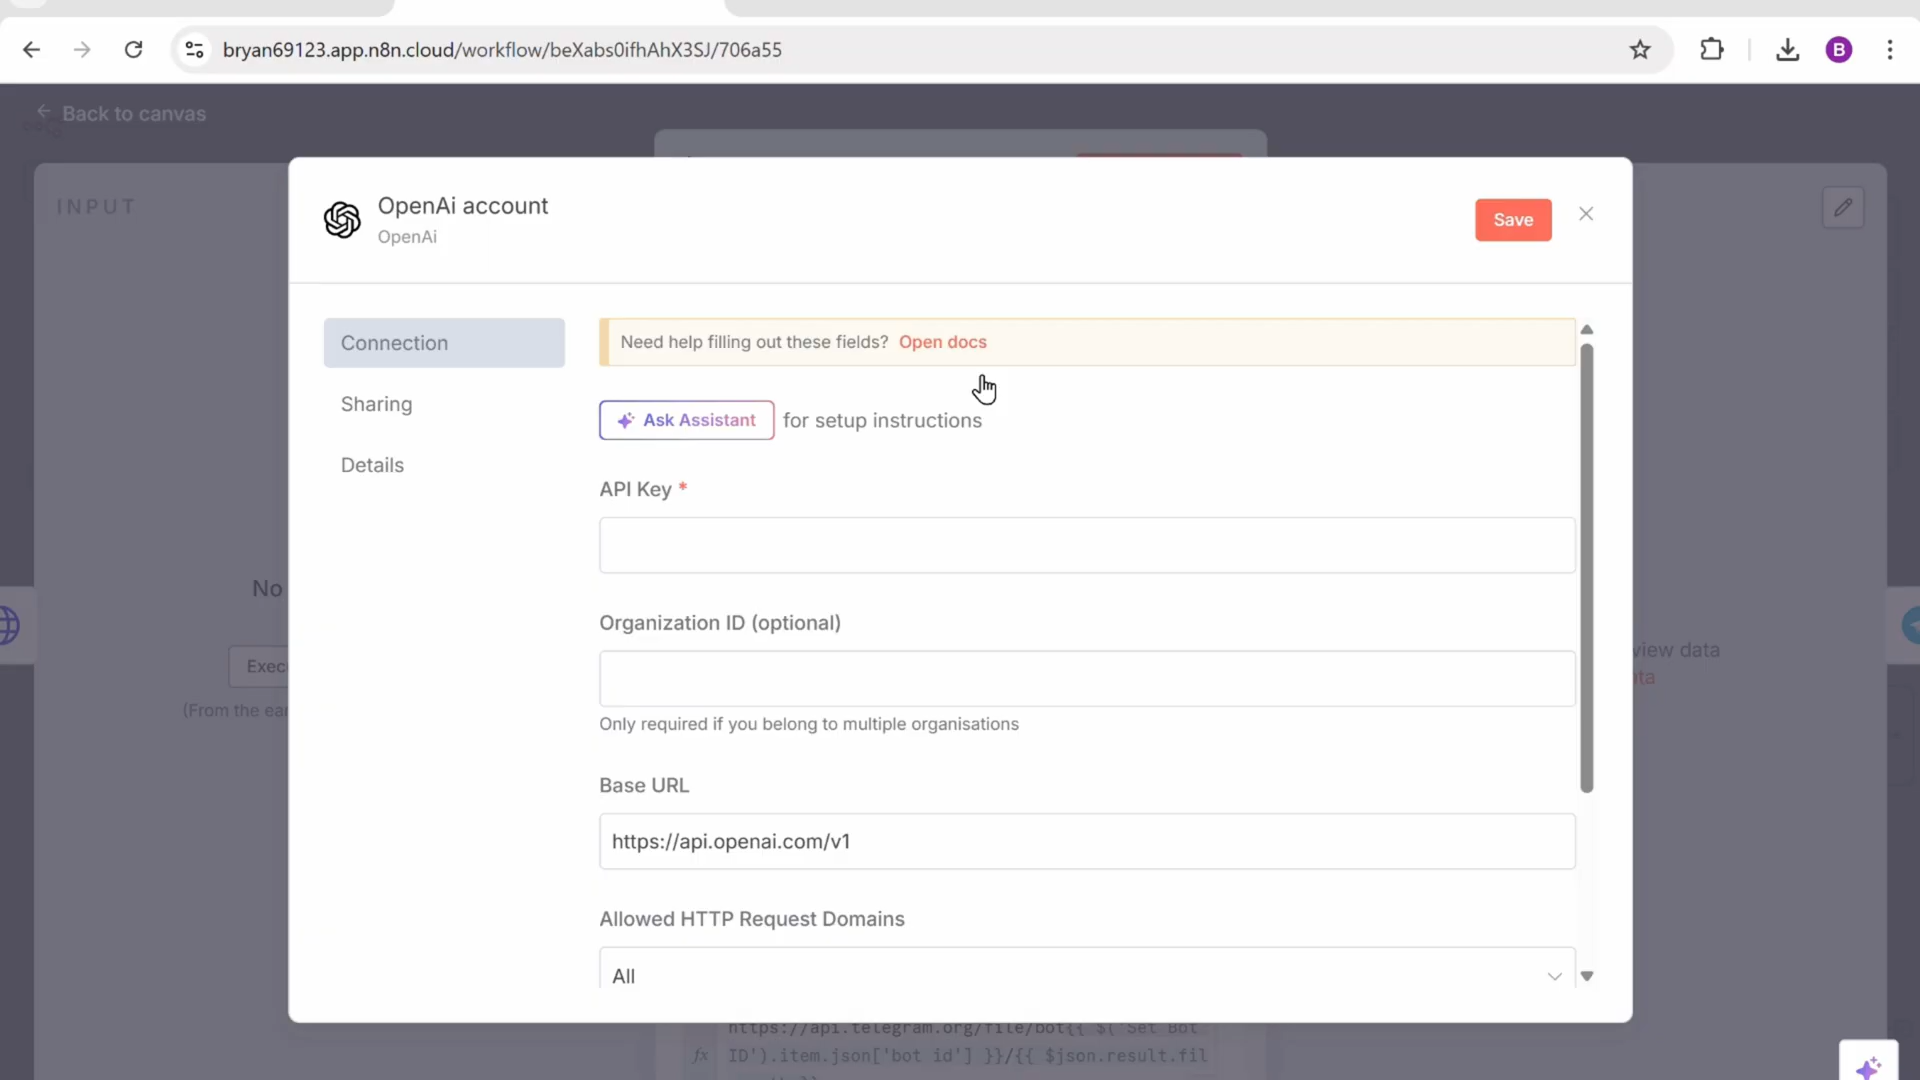 bryan69123.app.n8n.cloud/workflow/beXabs0ifhAhX3SJ/706a55
B
Back to canvas
INPUT
OpenAi account
OpenAi
Save
Connection
Sharing
Details
Need help filling out these fields? Open docs
Ask Assistant for setup instructions
API Key *
Organization ID (optional)
Only required if you belong to multiple organisations
Base URL
https://api.openai.com/v1
Allowed HTTP Request Domains
All
No
Exec
(From the ear
view data
ta
https://api.telegram.org/file/bot{{ $('Set Bot
fx ID').item.json['bot id'] }}/{{ $json.result.fil